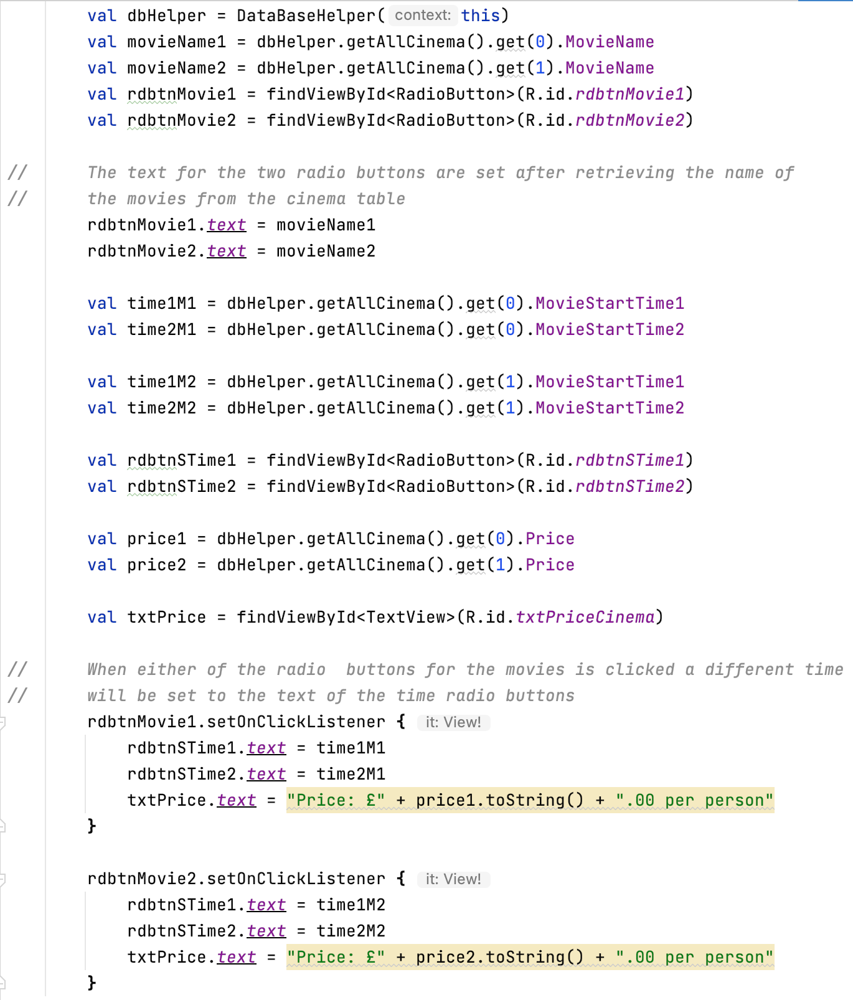 val dbHelper = DataBaseHelper( context: this)
val movieName1 = dbHelper.getAllCinema().get(0).MovieName
val movieName2 = dbHelper.getAllCinema().get(1).MovieName
val rdbtnMovie1 = findViewById<RadioButton>(R.id.rdbtnMovie1)
val rdbtnMovie2 = findViewById<RadioButton>(R.id.rdbtnMovie2)
// The text for the two radio buttons are set after retrieving the name of
// the movies from the cinema table
rdbtnMovie1.text = movieName1
rdbtnMovie2.text = movieName2
val time1M1 = dbHelper.getAllCinema().get(0).MovieStartTime1
val time2M1 = dbHelper.getAllCinema().get(0).MovieStartTime2
val time1M2 = dbHelper.getAllCinema().get(1).MovieStartTime1
val time2M2 = dbHelper.getAllCinema().get(1).MovieStartTime2
val rdbtnSTime1 = findViewById<RadioButton>(R.id.rdbtnSTime1)
val rdbtnSTime2 = findViewById<RadioButton>(R.id.rdbtnSTime2)
val price1 = dbHelper.getAllCinema().get(0).Price
val price2 = dbHelper.getAllCinema().get(1).Price
val txtPrice = findViewById<TextView>(R.id.txtPriceCinema)
// When either of the radio  buttons for the movies is clicked a different time
// will be set to the text of the time radio buttons
rdbtnMovie1.setOnClickListener { it: View!
rdbtnSTime1.text = time1M1
rdbtnSTime2.text = time2M1
txtPrice.text = "Price: £" + price1.toString() + ".00 per person"
}
rdbtnMovie2.setOnClickListener { it: View!
rdbtnSTime1.text = time1M2
rdbtnSTime2.text = time2M2
txtPrice.text = "Price: £" + price2.toString() + ".00 per person"
}